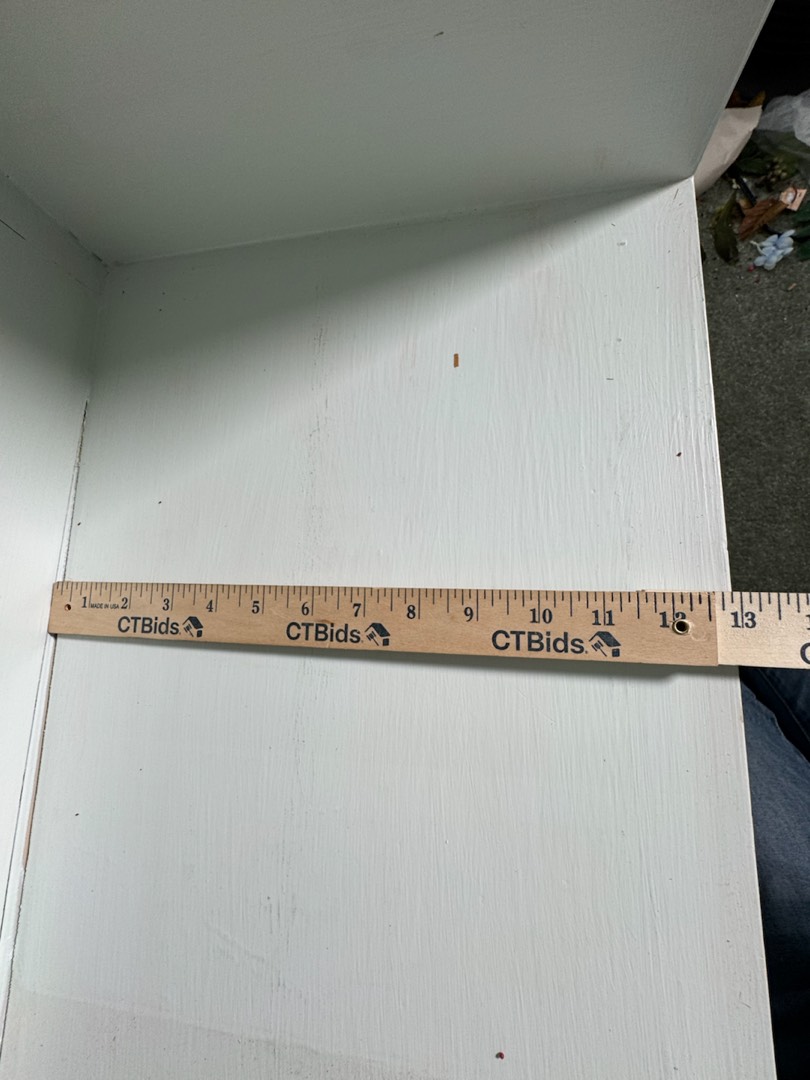 1 MADE IN USA 2 3 4 5 6 7 8 9 10 11 12 13
CTBids. CTBids. CTBids.